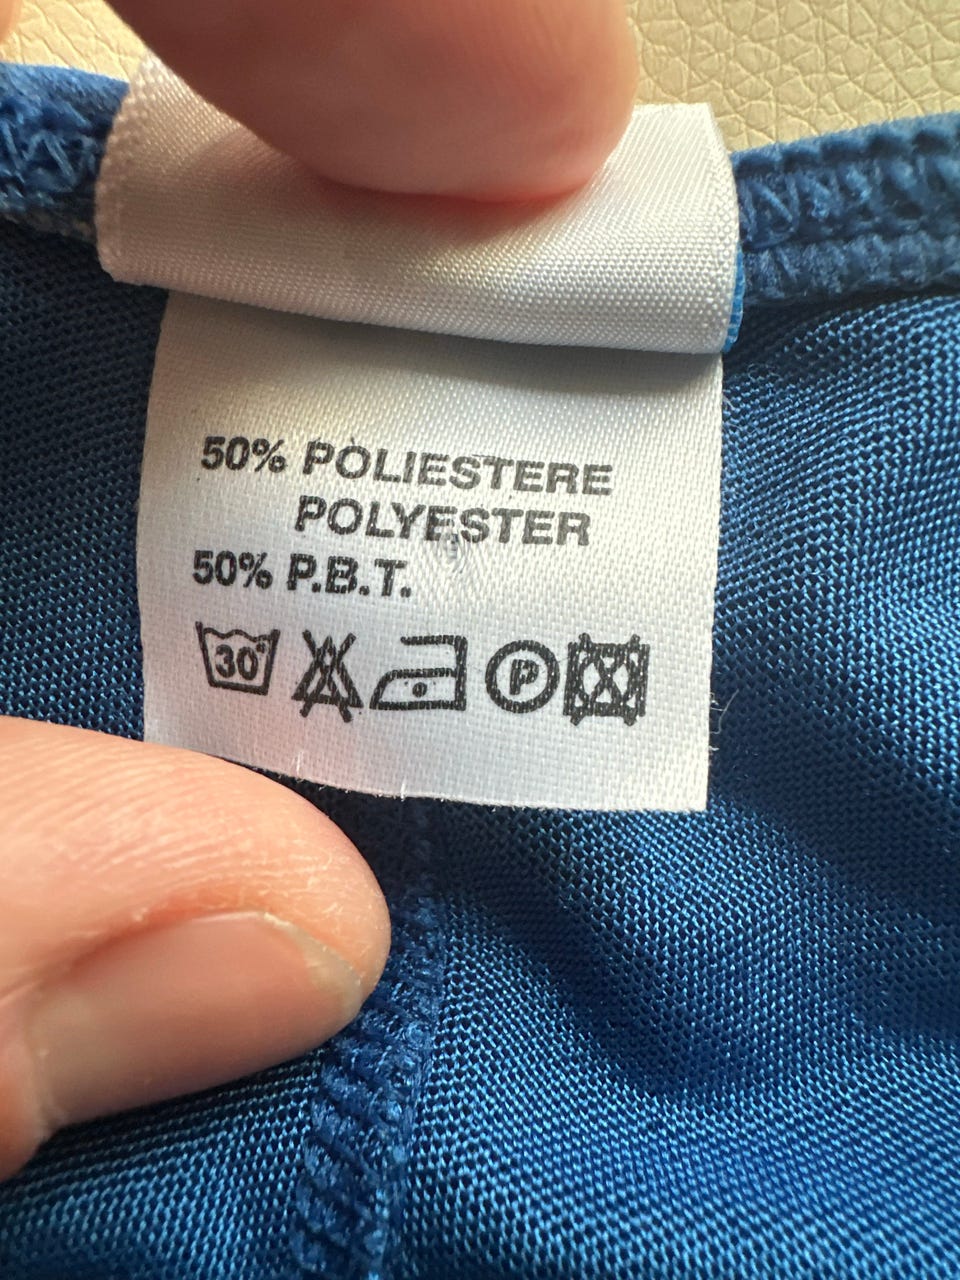 50% POLIESTERE
POLYESTER
50% P.B.T.
30° P